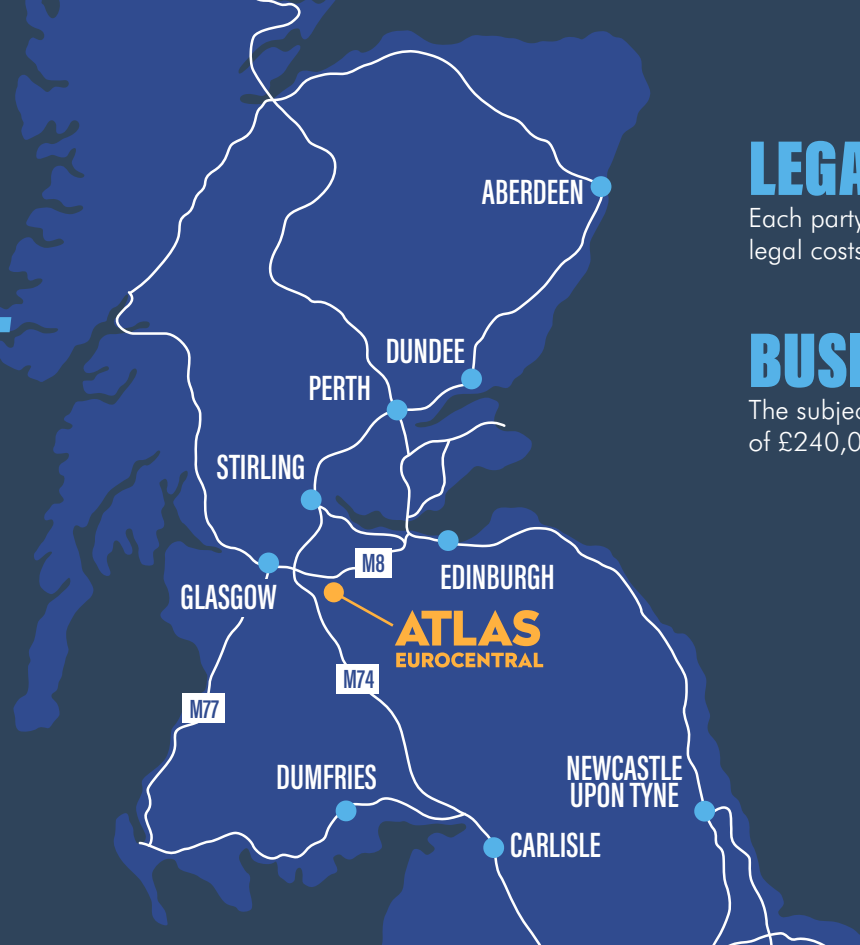 ABERDEEN
DUNDEE
PERTH
STIRLING
M8
EDINBURGH
GLASGOW
ATLAS
EUROCENTRAL
M74
M77
DUMFRIES
NEWCASTLE
UPON TYNE
CARLISLE
LEGA
Each party
legal costs
BUSI
The subjec
of £240,0